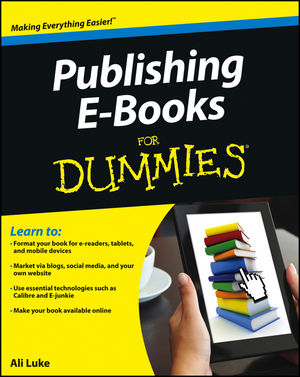 Making Everything Easier!™
Publishing
E-Books
FOR
DUMMIES®
Learn to:
• Format your book for e-readers, tablets,
and mobile devices
• Market via blogs, social media, and your
own website
• Use essential technologies such as
Calibre and E-junkie
• Make your book available online
Ali Luke